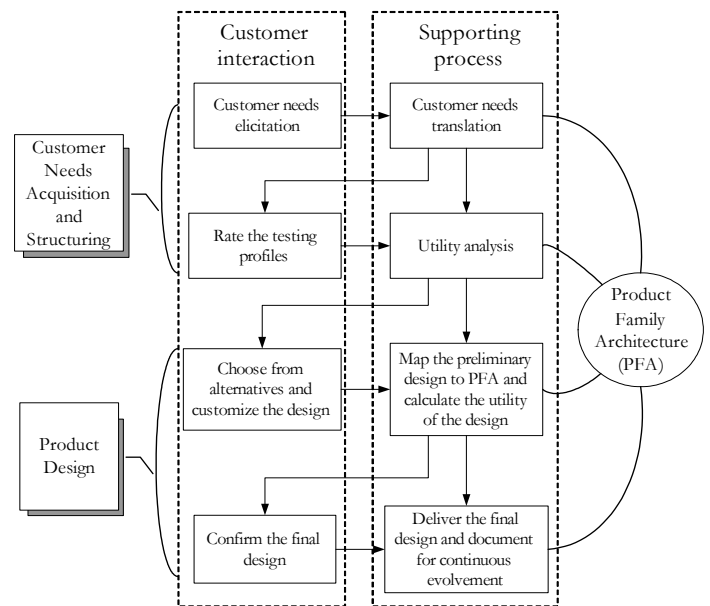 Customer
interaction
Supporting
process
Customer needs
elicitation
Customer needs
translation
Customer
Needs
Acquisition
and
Structuring
Rate the testing
profiles
Utility analysis
Product
Family
Architecture
(PFA)
Choose from
alternatives and
customize the design
Map the preliminary
design to PFA and
calculate the utility
of the design
Product
Design
Confirm the final
design
Deliver the final
design and document
for continuous
evolvement